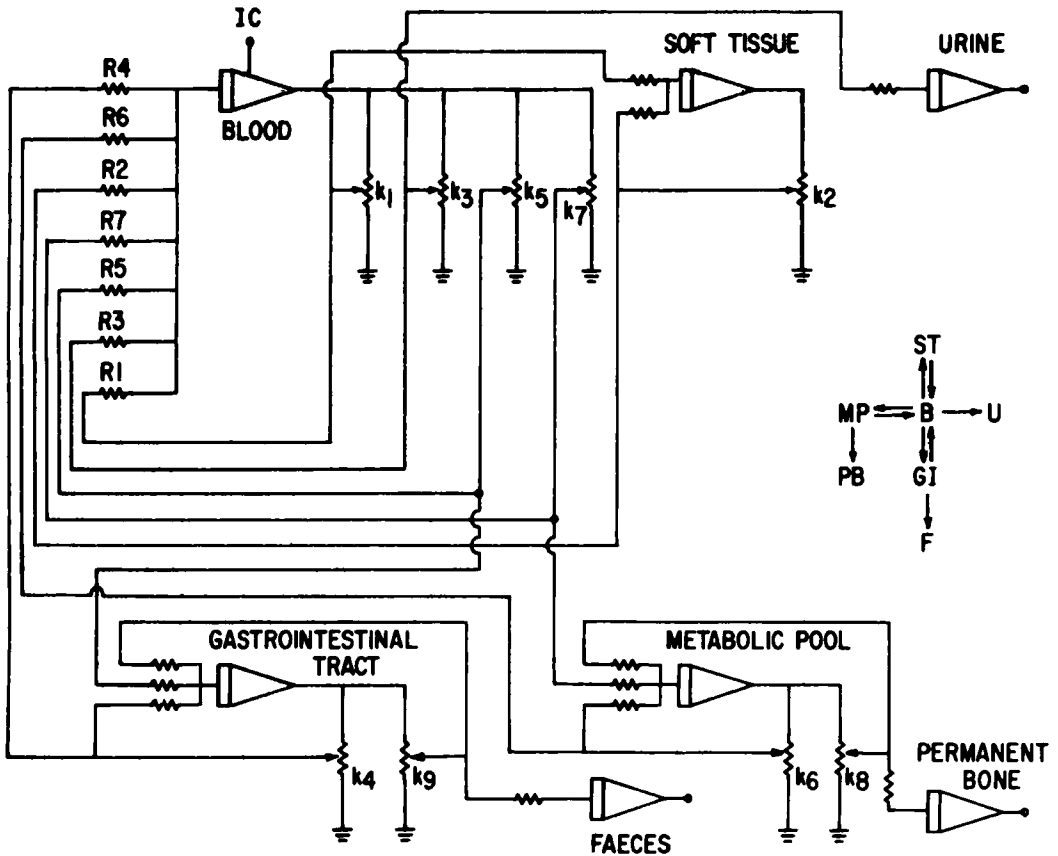 IC
R4
R6
R2
R7
R5
R3
R1
BLOOD
SOFT TISSUE
URINE
k1
k3
k5
k7
k2
ST
MP
B
U
PB
GI
F
GASTROINTESTINAL
TRACT
METABOLIC POOL
PERMANENT
BONE
k4
k9
k6
k8
FAECES